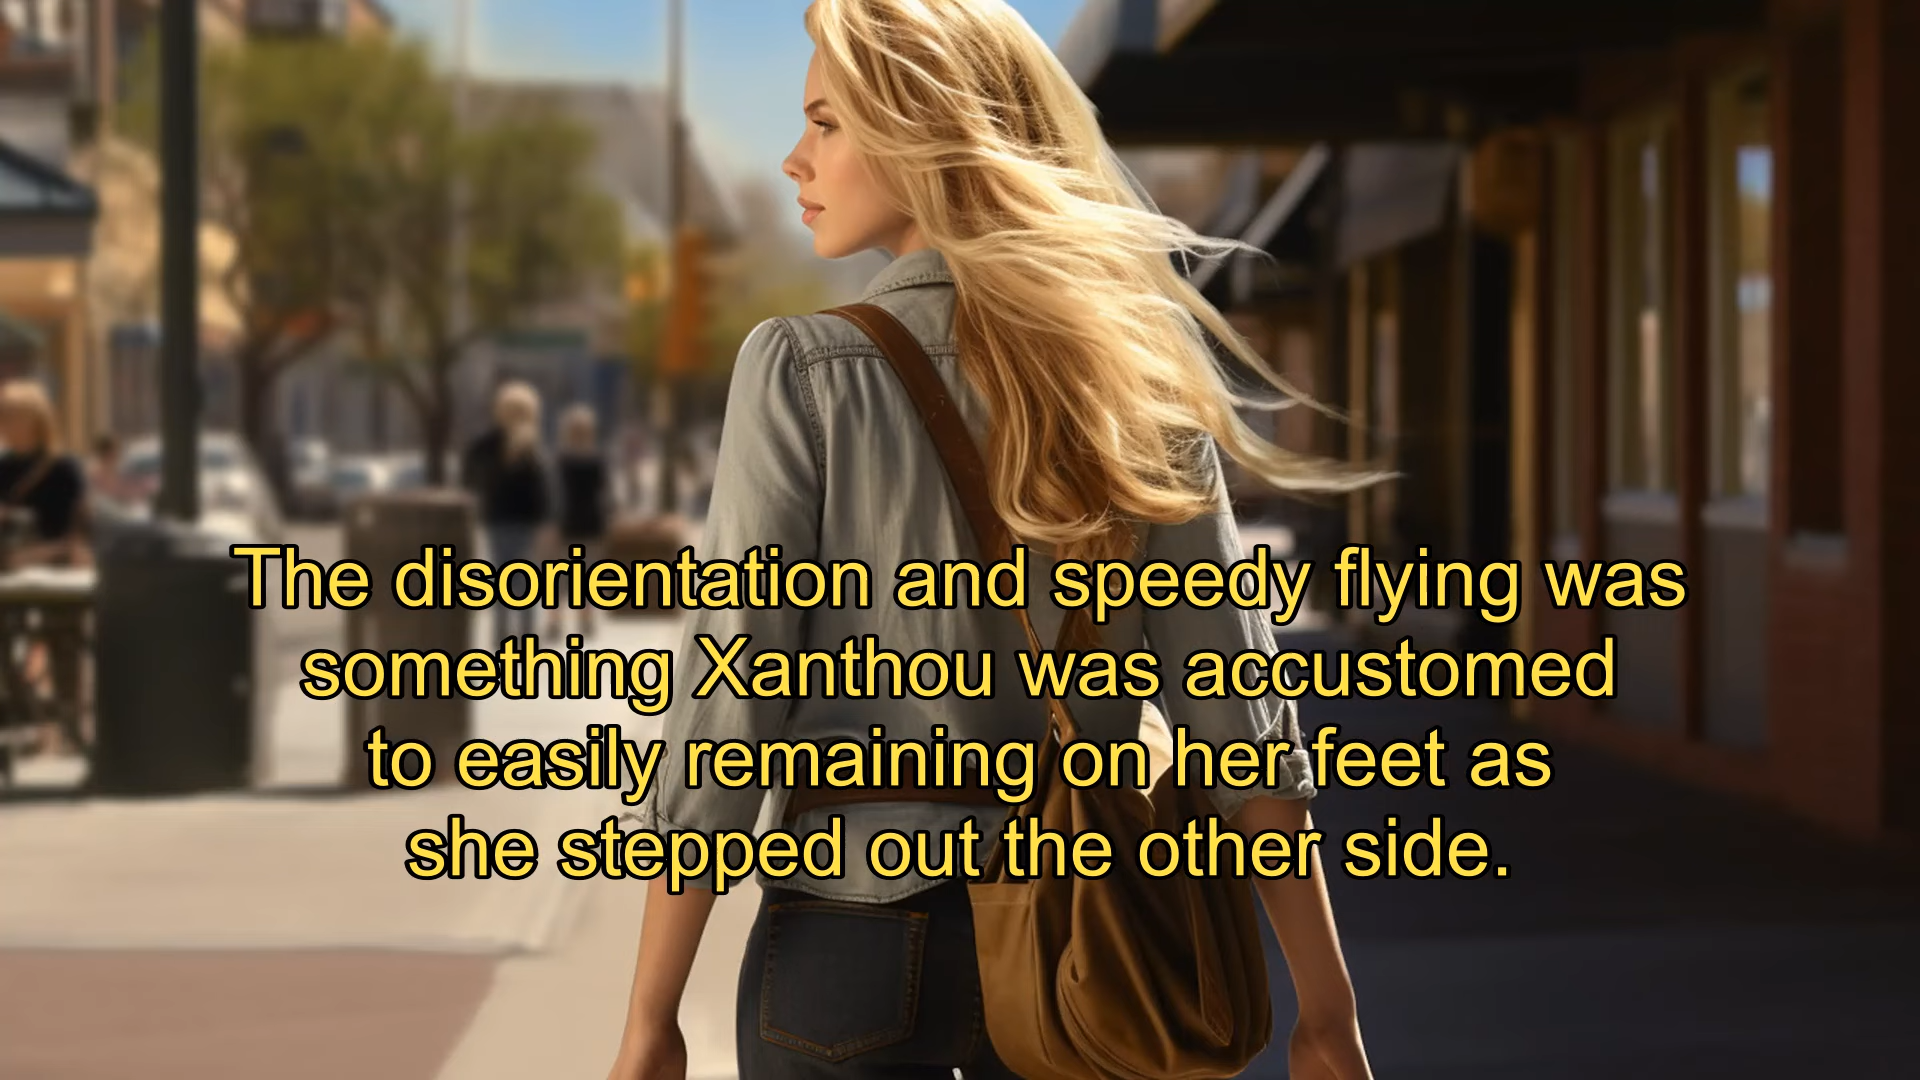 The disorientation and speedy flying was
something Xanthou was accustomed
to easily remaining on her feet as
she stepped out the other side.